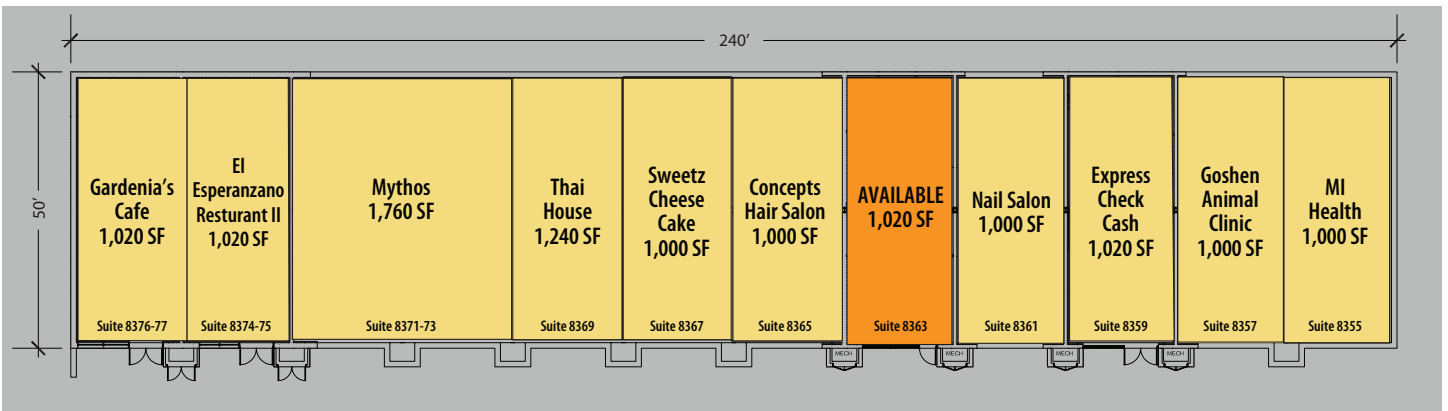 240’
50’
Gardenia’s
Cafe
1,020 SF
Suite 8376-77
El
Esperanzano
Resturant II
1,020 SF
Suite 8374-75
Mythos
1,760 SF
Suite 8371-73
Thai
House
1,240 SF
Suite 8369
Sweetz
Cheese
Cake
1,000 SF
Suite 8367
Concepts
Hair Salon
1,000 SF
Suite 8365
AVAILABLE
1,020 SF
Suite 8363
Nail Salon
1,000 SF
Suite 8361
Express
Check
Cash
1,020 SF
Suite 8359
Goshen
Animal
Clinic
1,000 SF
Suite 8357
MI
Health
1,000 SF
Suite 8355
MECH
MECH
MECH
MECH